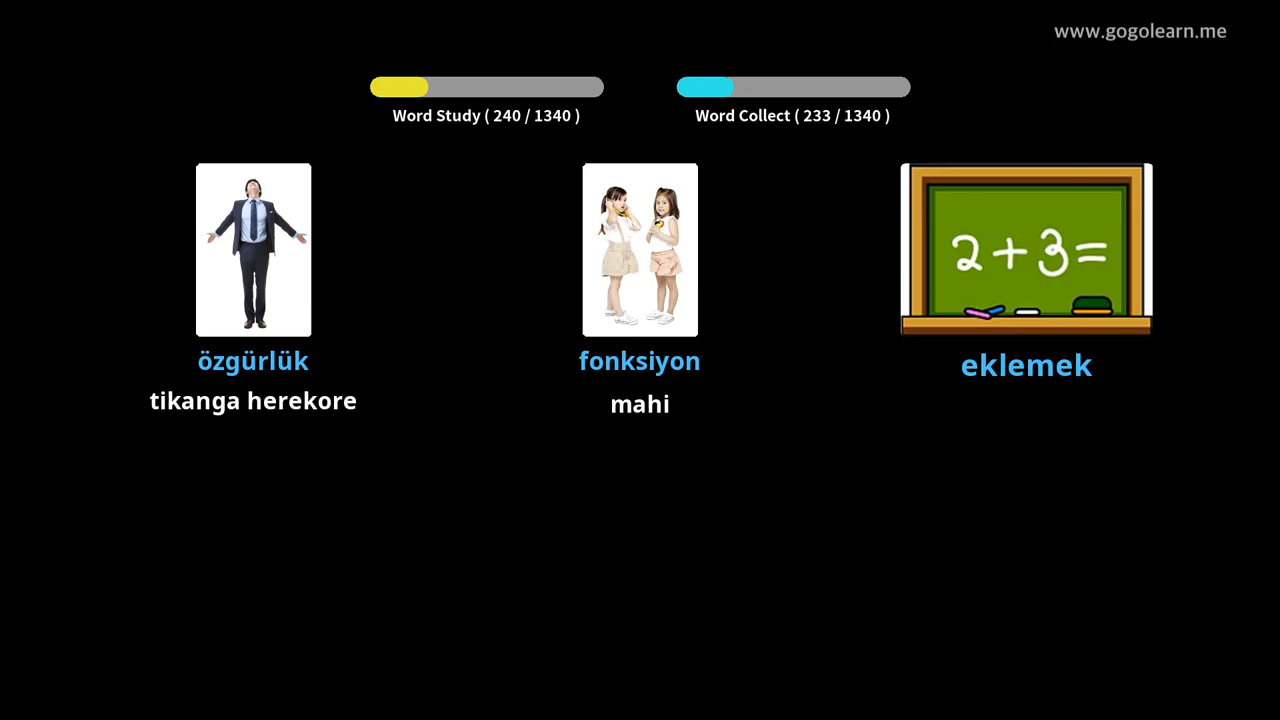 www.gogolearn.me
Word Study ( 240 / 1340 )
Word Collect ( 233 / 1340 )
2+3=
özgürlük
fonksiyon
eklemek
tikanga herekore
mahi